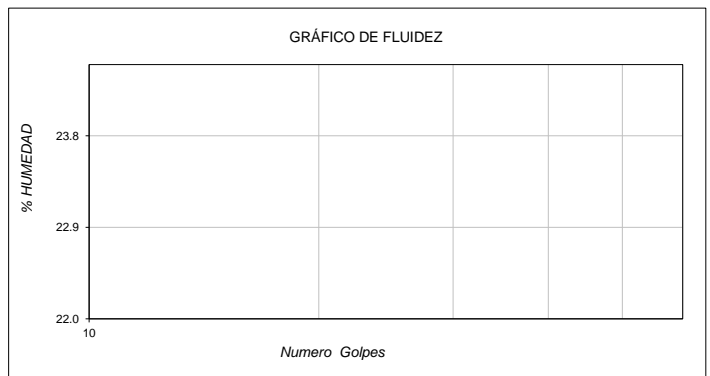 GRÁFICO DE FLUIDEZ
% HUMEDAD
23.8
22.9
22.0
10
Numero Golpes